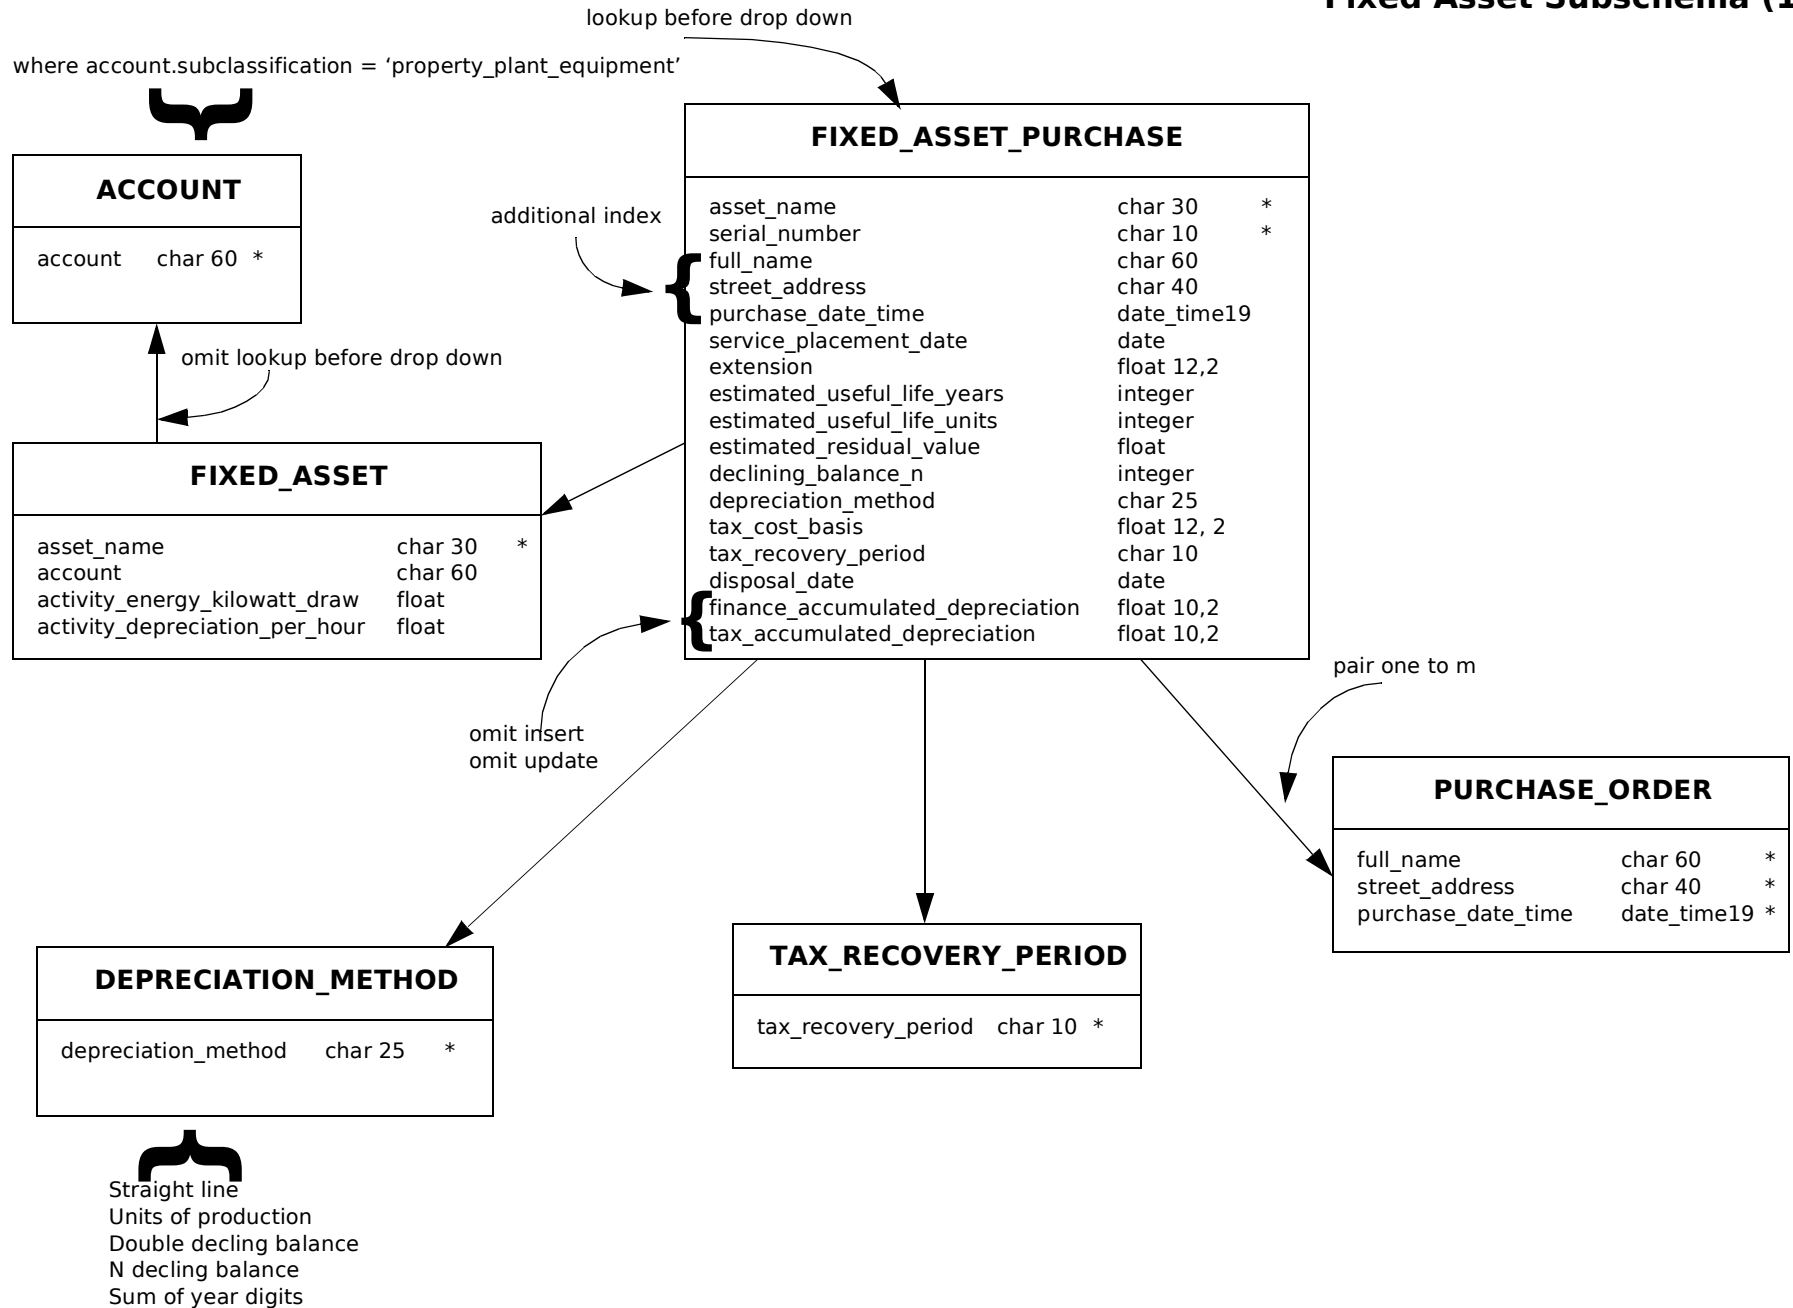 Fixed Asset Subschema (1
lookup before drop down
where account.subclassification = ‘property_plant_equipment’
FIXED_ASSET_PURCHASE
asset_name char 30 *
serial_number char 10 *
full_name char 60
street_address char 40
purchase_date_time date_time19
service_placement_date date
extension float 12,2
estimated_useful_life_years integer
estimated_useful_life_units integer
estimated_residual_value float
declining_balance_n integer
depreciation_method char 25
tax_cost_basis float 12, 2
tax_recovery_period char 10
disposal_date date
finance_accumulated_depreciation float 10,2
tax_accumulated_depreciation float 10,2
additional index
ACCOUNT
account char 60 *
omit lookup before drop down
FIXED_ASSET
asset_name char 30 *
account char 60
activity_energy_kilowatt_draw float
activity_depreciation_per_hour float
omit insert
omit update
pair one to m
PURCHASE_ORDER
full_name char 60 *
street_address char 40 *
purchase_date_time date_time19 *
DEPRECIATION_METHOD
depreciation_method char 25 *
TAX_RECOVERY_PERIOD
tax_recovery_period char 10 *
Straight line
Units of production
Double decling balance
N decling balance
Sum of year digits